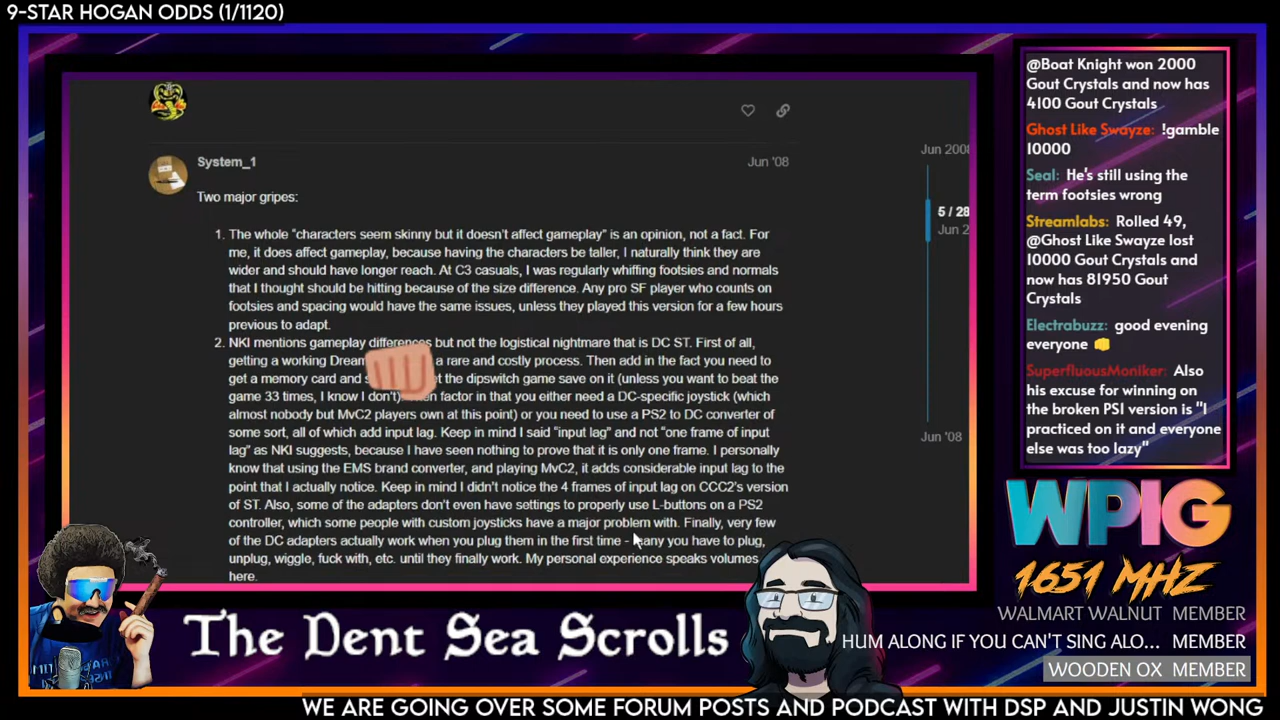 9-STAR HOGAN ODDS (1/1120)
System_1
Jun '08
Two major gripes:
1. The whole “characters seem skinny but it doesn’t affect gameplay” is an opinion, not a fact. For
me, it does affect gameplay, because having the characters be taller, I naturally think they are
wider and should have longer reach. At C3 casuals, I was regularly whiffing footsies and normals
that I thought should be hitting because of the size difference. Any pro SF player who counts on
footsies and spacing would have the same issues, unless they played this version for a few hours
previous to adapt.
2. NKI mentions gameplay differences but not the logistical nightmare that is DC ST. First of all,
getting a working Dream a rare and costly process. Then add in the fact you need to
get a memory card and the dipswitch game save on it (unless you want to beat the
game 33 times, I know I don’t) factor in that you either need a DC-specific joystick (which
almost nobody but MvC2 players own at this point) or you need to use a PS2 to DC converter of
some sort, all of which add input lag. Keep in mind I said “input lag” and not “one frame of input
lag” as NKI suggests, because I have seen nothing to prove that it is only one frame. I personally
know that using the EMS brand converter, and playing MvC2, it adds considerable input lag to the
point that I actually notice. Keep in mind I didn’t notice the 4 frames of input lag on CCC2’s version
of ST. Also, some of the adapters don’t even have settings to properly use L-buttons on a PS2
controller, which some people with custom joysticks have a major problem with. Finally, very few
of the DC adapters actually work when you plug them in the first time - many you have to plug,
unplug, wiggle, fuck with, etc. until they finally work. My personal experience speaks volumes
here.
Jun 2008
5 / 28
Jun 2
Jun '08
@Boat Knight won 2000
Gout Crystals and now has
4100 Gout Crystals
Ghost Like Swayze: !gamble
10000
Seal: He's still using the
term footsies wrong
Streamlabs: Rolled 49,
@Ghost Like Swayze lost
10000 Gout Crystals and
now has 81950 Gout
Crystals
Electrabuzz: good evening
everyone
SuperfluousMoniker: Also
his excuse for winning on
the broken PS1 version is "I
practiced on it and everyone
else was too lazy"
WPIG
1651 MHZ
WALMART WALNUT MEMBER
HUM ALONG IF YOU CAN'T SING ALO... MEMBER
WOODEN OX MEMBER
The Dent Sea Scrolls
WE ARE GOING OVER SOME FORUM POSTS AND PODCAST WITH DSP AND JUSTIN WONG